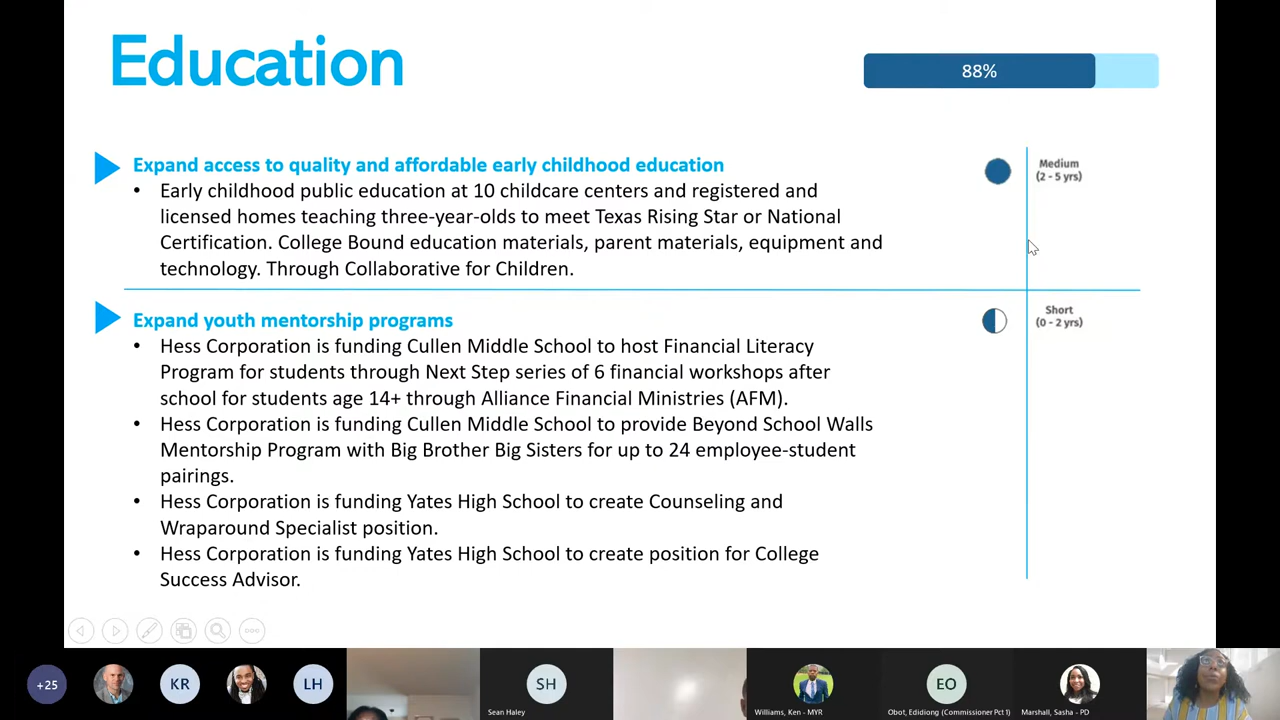 Education
88%
Expand access to quality and affordable early childhood education
Medium
(2 - 5 yrs)
• Early childhood public education at 10 childcare centers and registered and
licensed homes teaching three-year-olds to meet Texas Rising Star or National
Certification. College Bound education materials, parent materials, equipment and
technology. Through Collaborative for Children.
Expand youth mentorship programs
Short
(0 - 2 yrs)
• Hess Corporation is funding Cullen Middle School to host Financial Literacy
Program for students through Next Step series of 6 financial workshops after
school for students age 14+ through Alliance Financial Ministries (AFM).
• Hess Corporation is funding Cullen Middle School to provide Beyond School Walls
Mentorship Program with Big Brother Big Sisters for up to 24 employee-student
pairings.
• Hess Corporation is funding Yates High School to create Counseling and
Wraparound Specialist position.
• Hess Corporation is funding Yates High School to create position for College
Success Advisor.
+25
KR
LH
SH
EO
Sean Haley
Williams, Ken - MYR
Obot, Edidiong (Commissioner Pct 1)
Marshall, Sasha - PD